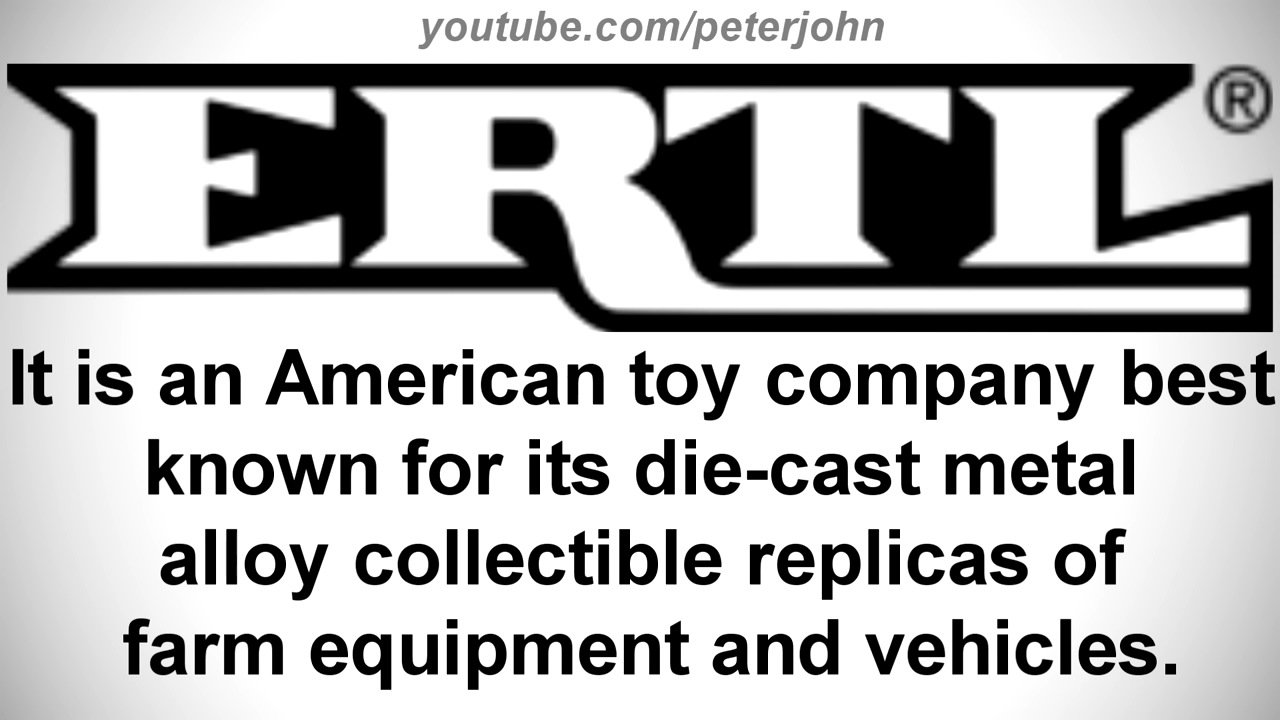 youtube.com/peterjohn
ERTL®
It is an American toy company best
known for its die-cast metal
alloy collectible replicas of
farm equipment and vehicles.